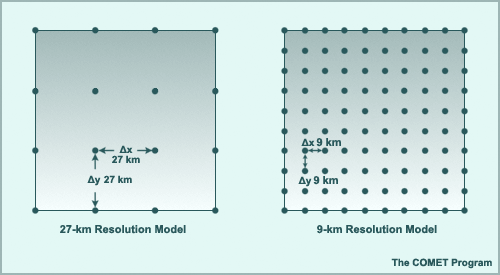 Δx
27 km
Δy 27 km
27-km Resolution Model
Δx 9 km
Δy 9 km
9-km Resolution Model
The COMET Program